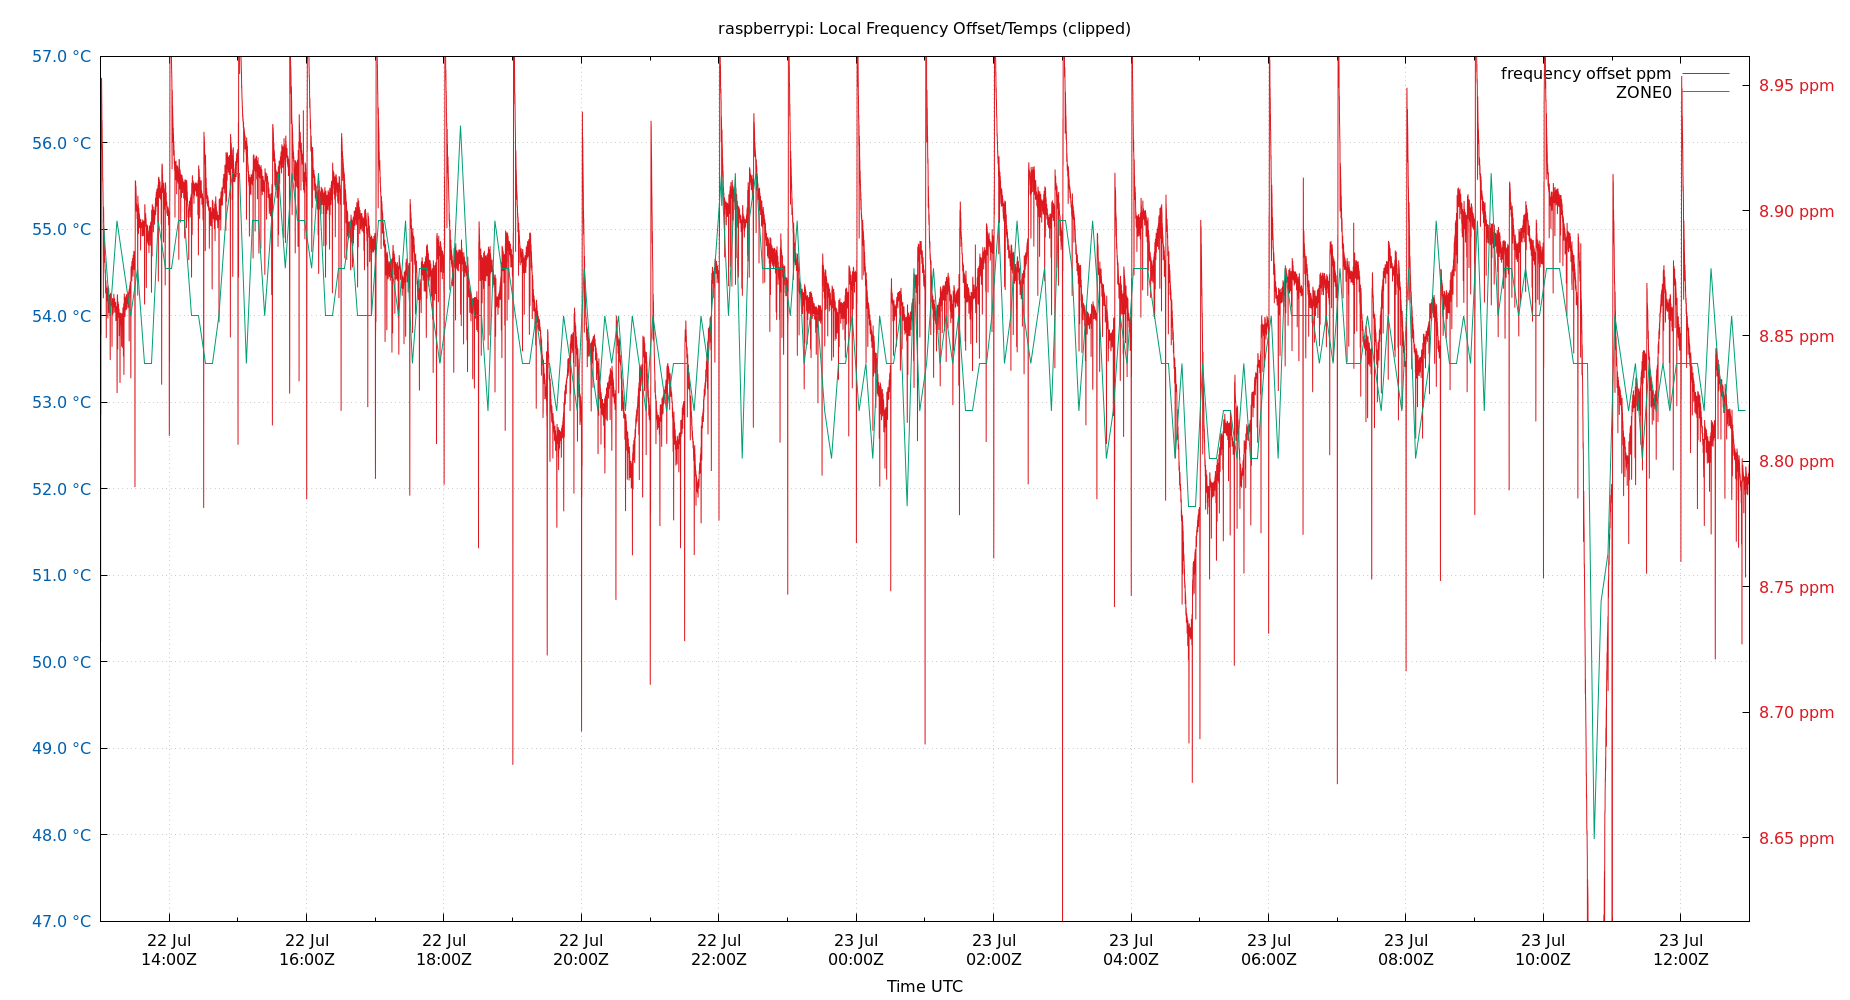 raspberrypi: Local Frequency Offset/Temps (clipped)
frequency offset ppm
ZONE0
57.0 °C
56.0 °C
55.0 °C
54.0 °C
53.0 °C
52.0 °C
51.0 °C
50.0 °C
49.0 °C
48.0 °C
47.0 °C
8.95 ppm
8.90 ppm
8.85 ppm
8.80 ppm
8.75 ppm
8.70 ppm
8.65 ppm
22 Jul 22 Jul 22 Jul 22 Jul 22 Jul 23 Jul 23 Jul 23 Jul 23 Jul 23 Jul 23 Jul 23 Jul
14:00Z 16:00Z 18:00Z 20:00Z 22:00Z 00:00Z 02:00Z 04:00Z 06:00Z 08:00Z 10:00Z 12:00Z
Time UTC